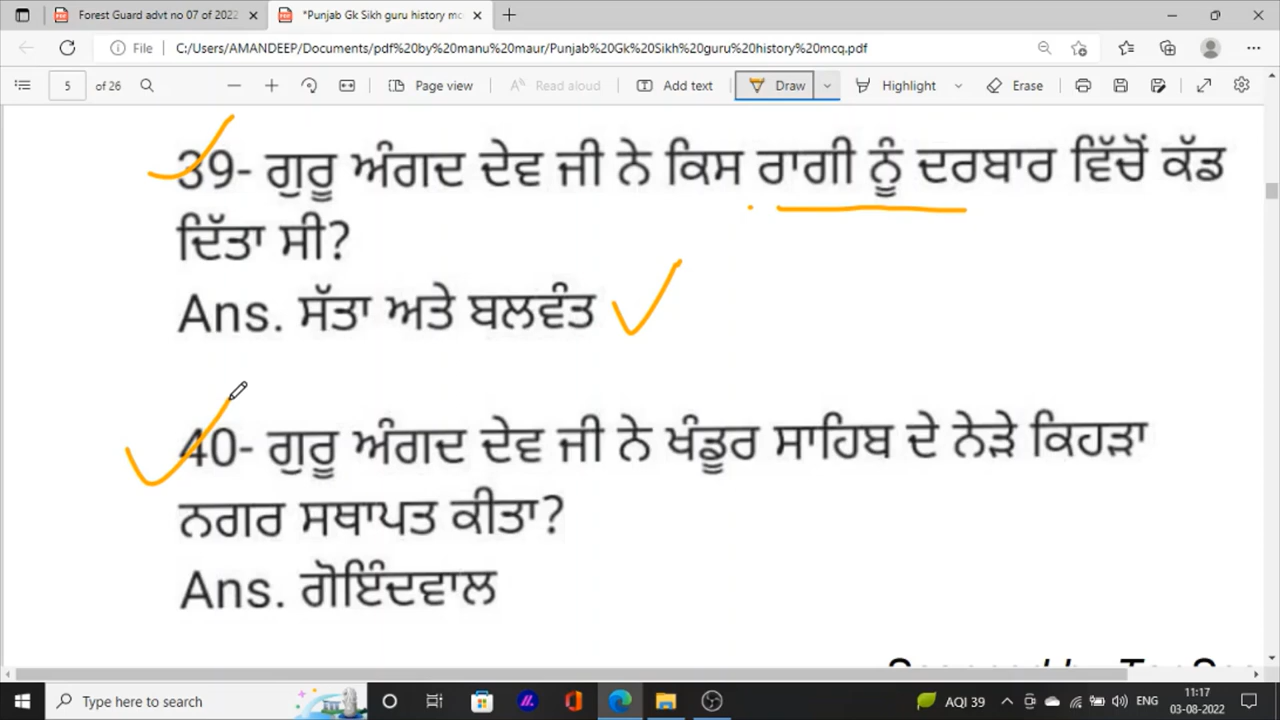 Forest Guard advt no 07 of 2022
*Punjab Gk Sikh guru history mc
File
C:/Users/AMANDEEP/Documents/pdf%20by%20manu%20maur/Punjab%20Gk%20Sikh%20guru%20history%20mcq.pdf
5 of 26
Page view
Read aloud
Add text
Draw
Highlight
Erase
39- ਗੁਰੂ ਅੰਗਦ ਦੇਵ ਜੀ ਨੇ ਕਿਸ ਰਾਗੀ ਨੂੰ ਦਰਬਾਰ ਵਿੱਚੋਂ ਕੱਡ
ਦਿੱਤਾ ਸੀ?
Ans. ਸੱਤਾ ਅਤੇ ਬਲਵੰਤ
40- ਗੁਰੂ ਅੰਗਦ ਦੇਵ ਜੀ ਨੇ ਖੰਡੂਰ ਸਾਹਿਬ ਦੇ ਨੇੜੇ ਕਿਹੜਾ
ਨਗਰ ਸਥਾਪਤ ਕੀਤਾ?
Ans. ਗੋਇੰਦਵਾਲ
Type here to search
AQI 39
ENG
11:17
03-08-2022